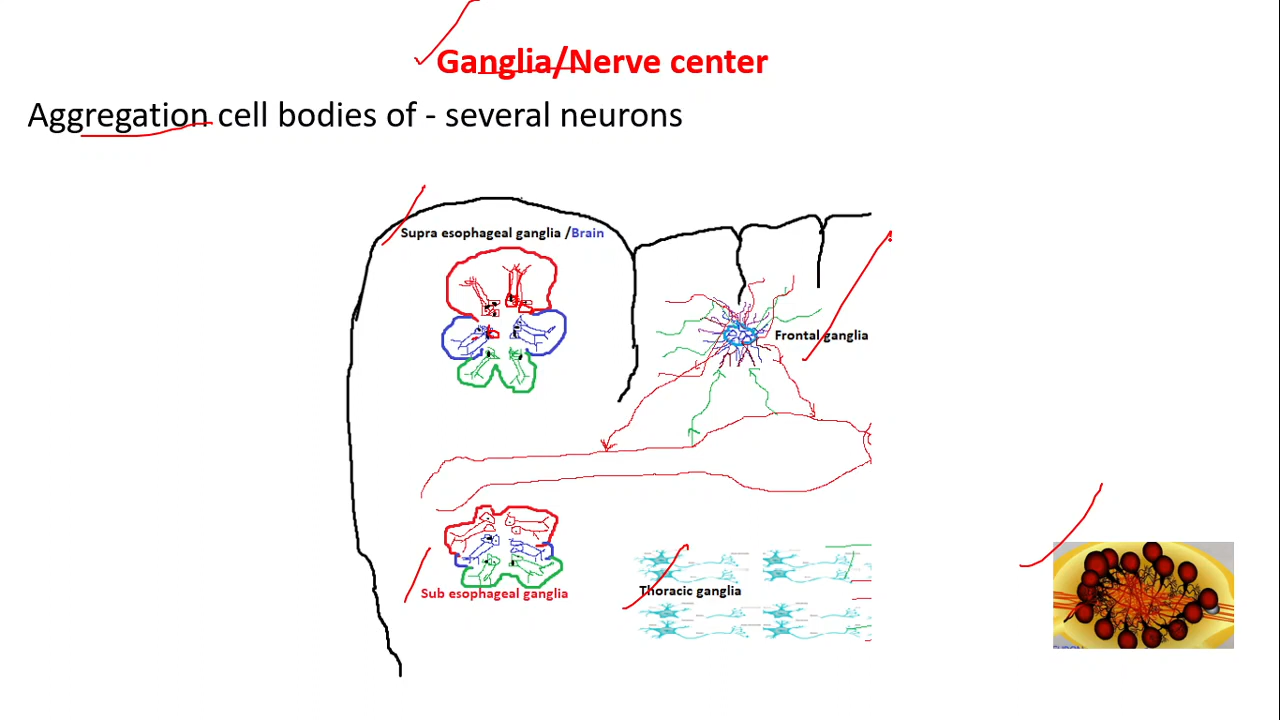 Ganglia/Nerve center
Aggregation cell bodies of - several neurons
Supra esophageal ganglia /Brain
Frontal ganglia
Sub esophageal ganglia
Thoracic ganglia